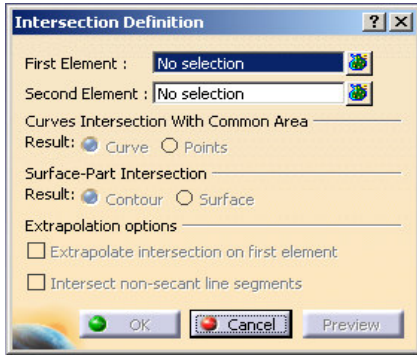 Intersection Definition
First Element : No selection
Second Element : No selection
Curves Intersection With Common Area
Result: Curve Points
Surface-Part Intersection
Result: Contour Surface
Extrapolation options
Extrapolate intersection on first element
Intersect non-secant line segments
OK Cancel Preview